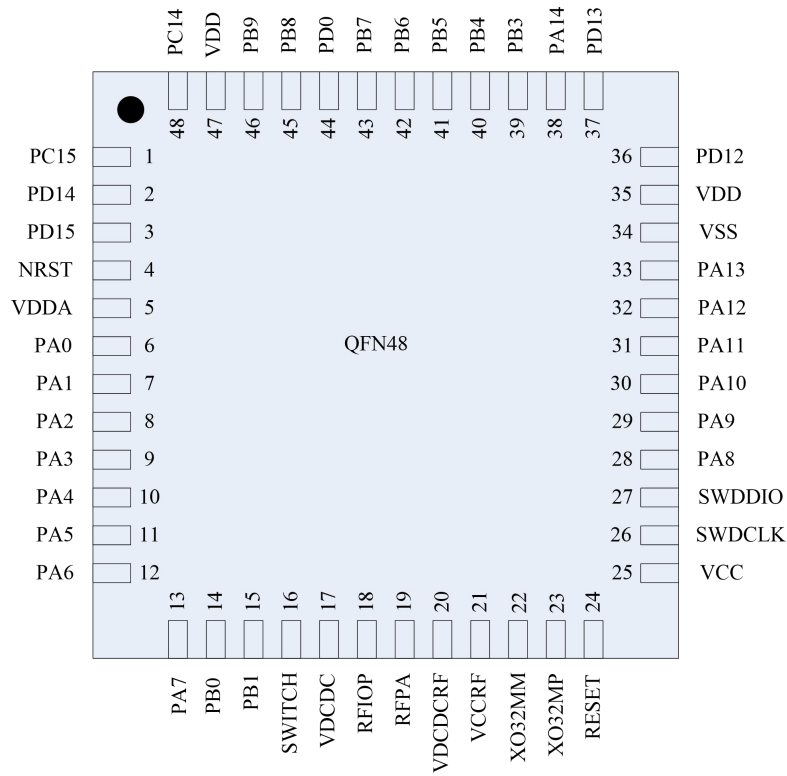 PC14 VDD PB9 PB8 PD0 PB7 PB6 PB5 PB4 PB3 PA14 PD13
48 47 46 45 44 43 42 41 40 39 38 37
PC15 1 36 PD12
PD14 2 35 VDD
PD15 3 34 VSS
NRST 4 33 PA13
VDDA 5 32 PA12
PA0 6 QFN48 31 PA11
PA1 7 30 PA10
PA2 8 29 PA9
PA3 9 28 PA8
PA4 10 27 SWDDIO
PA5 11 26 SWDCLK
PA6 12 25 VCC
13 14 15 16 17 18 19 20 21 22 23 24
PA7 PB0 PB1 SWITCH VDCDC RFIOP RFPA VDCDCRF VCCRF XO32MM XO32MP RESET